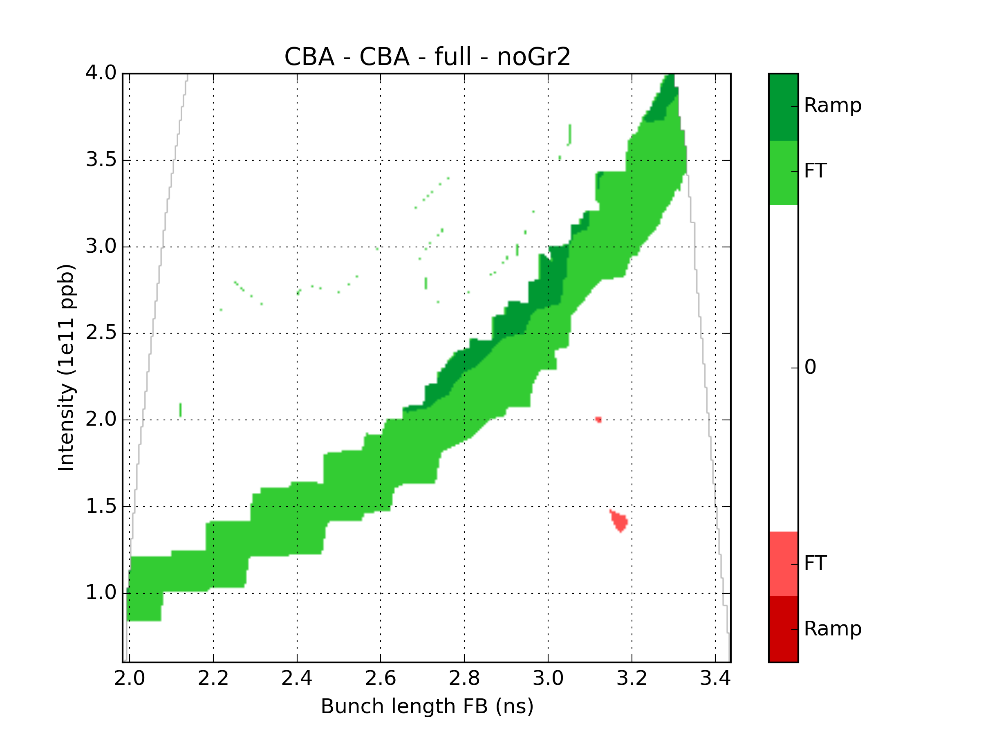 CBA - CBA - full - noGr2
4.0
3.5
3.0
2.5
2.0
1.5
1.0
Intensity (1e11 ppb)
2.0 2.2 2.4 2.6 2.8 3.0 3.2 3.4
Bunch length FB (ns)
Ramp
FT
0
FT
Ramp